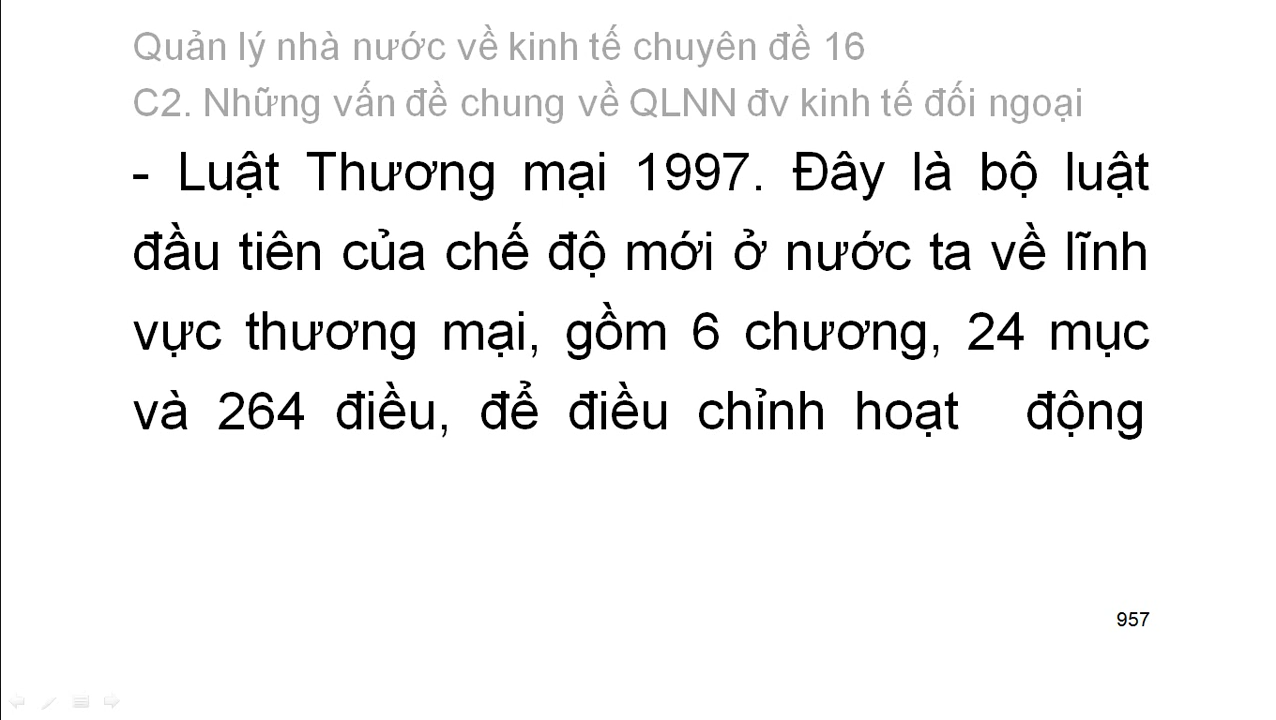 Quản lý nhà nước về kinh tế chuyên đề 16
C2. Những vấn đề chung về QLNN đv kinh tế đối ngoại
- Luật Thương mại 1997. Đây là bộ luật
đầu tiên của chế độ mới ở nước ta về lĩnh
vực thương mại, gồm 6 chương, 24 mục
và 264 điều, để điều chỉnh hoạt động
957